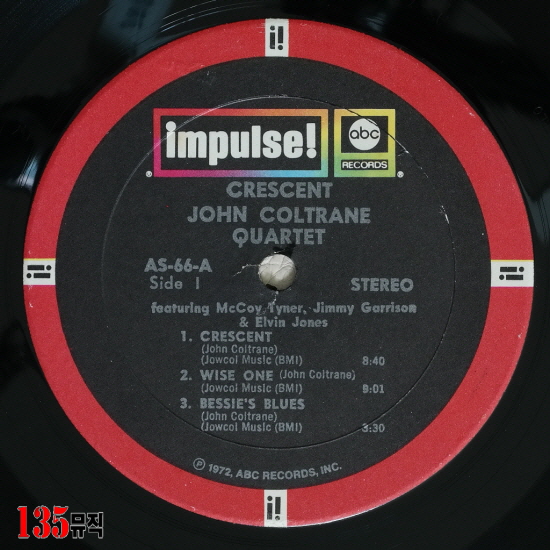 i!
impulse!
abc
RECORDS
®
®
CRESCENT
JOHN COLTRANE
QUARTET
AS-66-A
Side 1
STEREO
i!i!
i!i!
featuring McCoy Tyner, Jimmy Garrison
& Elvin Jones
1. CRESCENT
(John Coltrane)
(Jowcol Music (BMI) 8:40
2. WISE ONE (John Coltrane)
(Jowcol Music (BMI) 9:01
3. BESSIE'S BLUES
(John Coltrane)
(Jowcol Music (BMI) 3:30
Ⓟ 1972, ABC RECORDS, INC.
i!
135뮤직